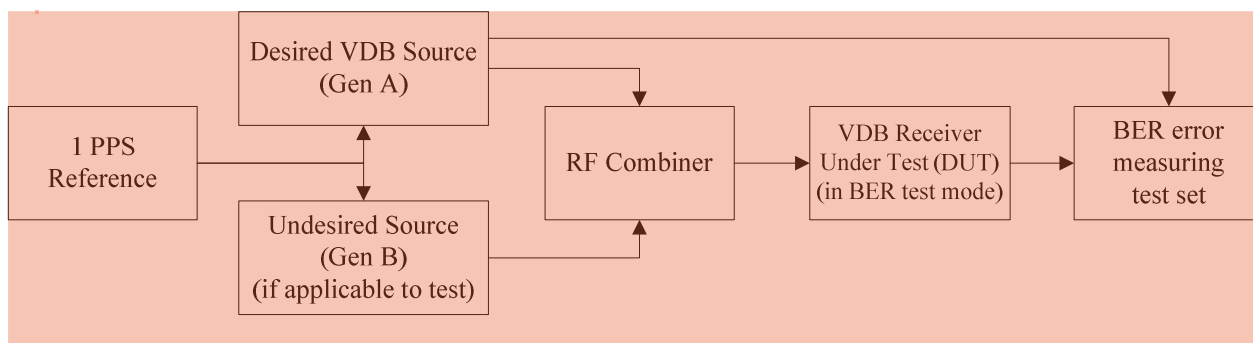 Desired VDB Source
(Gen A)
1 PPS
Reference
Undesired Source
(Gen B)
(if applicable to test)
RF Combiner
VDB Receiver
Under Test (DUT)
(in BER test mode)
BER error
measuring
test set